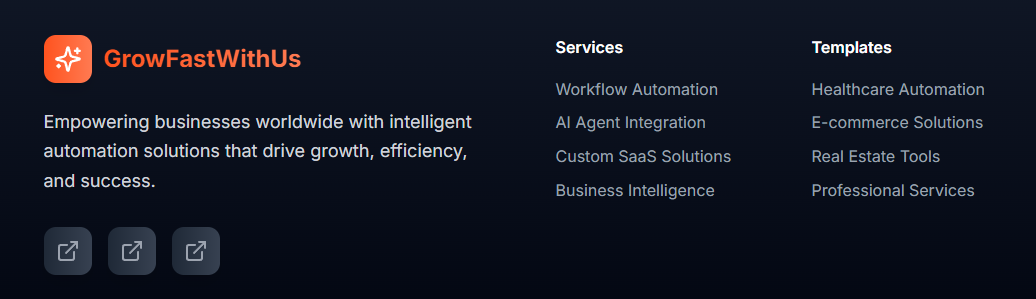 GrowFastWithUs
Empowering businesses worldwide with intelligent
automation solutions that drive growth, efficiency,
and success.
Services
Workflow Automation
AI Agent Integration
Custom SaaS Solutions
Business Intelligence
Templates
Healthcare Automation
E-commerce Solutions
Real Estate Tools
Professional Services